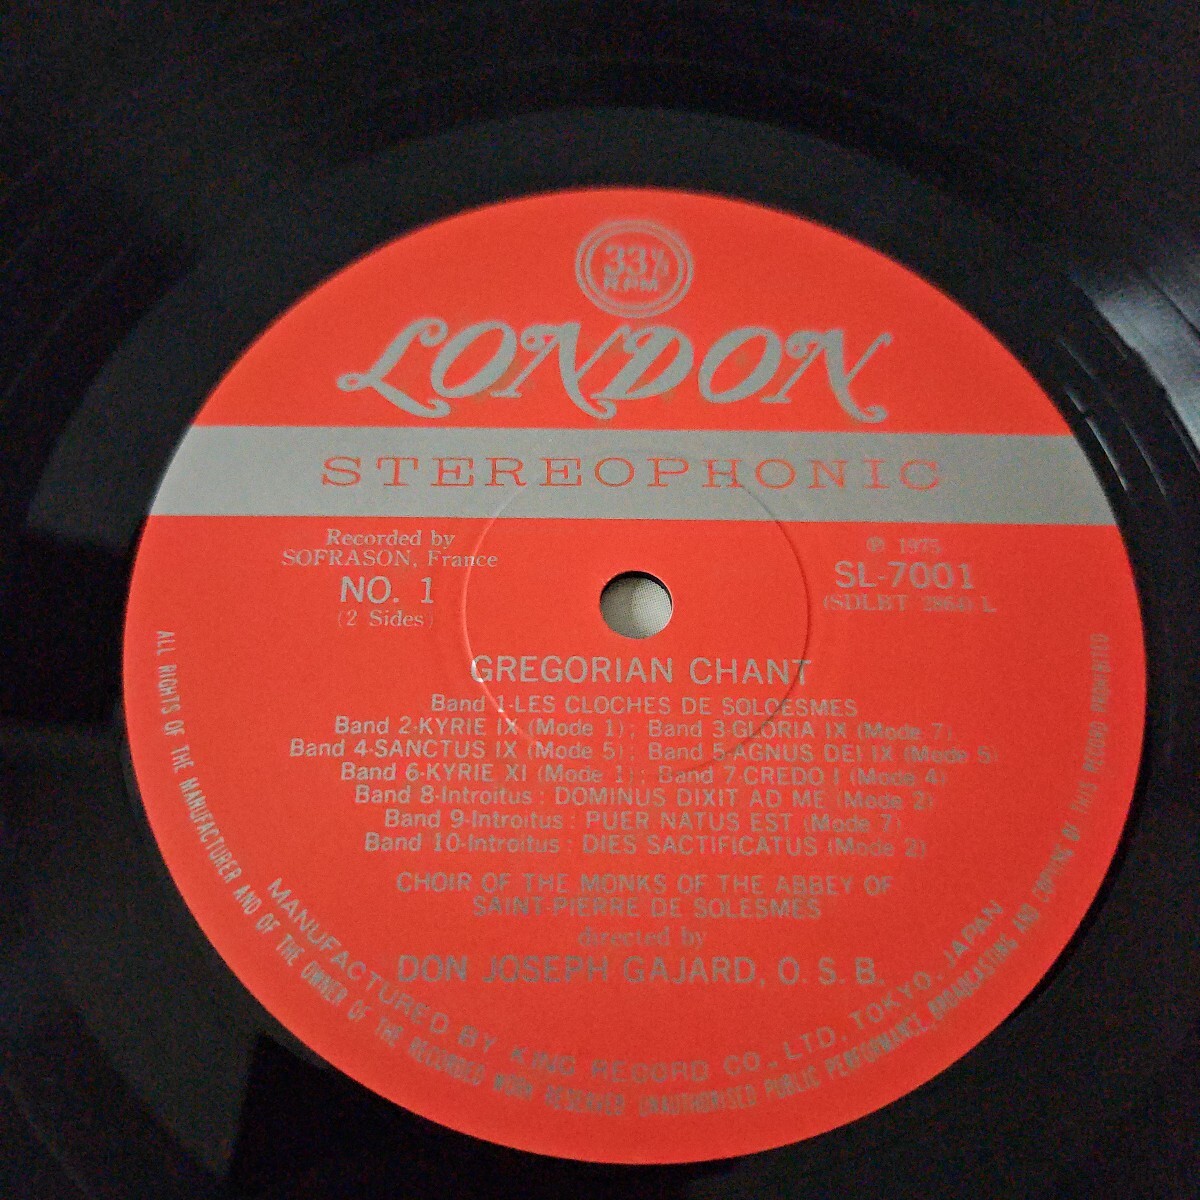 33⅓
R.P.M.
LONDON
STEREOPHONIC
Recorded by
SOFRASON, France
NO. 1
(2 Sides)
℗ 1975
SL-7001
(SDLBT 2864) L
GREGORIAN CHANT
Band 1-LES CLOCHES DE SOLOESMES
Band 2-KYRIE IX (Mode 1); Band 3-GLORIA IX (Mode 7)
Band 4-SANCTUS IX (Mode 5); Band 5-AGNUS DEI IX (Mode 5)
Band 6-KYRIE XI (Mode 1); Band 7-CREDO I (Mode 4)
Band 8-Introitus : DOMINUS DIXIT AD ME (Mode 2)
Band 9-Introitus : PUER NATUS EST (Mode 7)
Band 10-Introitus : DIES SACTIFICATUS (Mode 2)
CHOIR OF THE MONKS OF THE ABBEY OF
SAINT-PIERRE DE SOLESMES
directed by
DON JOSEPH GAJARD, O. S. B.
MANUFACTURED BY KING RECORD CO., LTD. TOKYO, JAPAN
ALL RIGHTS OF THE MANUFACTURER AND OF THE OWNER OF THE RECORDED WORK RESERVED UNAUTHORISED PUBLIC PERFORMANCE, BROADCASTING AND COPYING OF THIS RECORD PROHIBITED